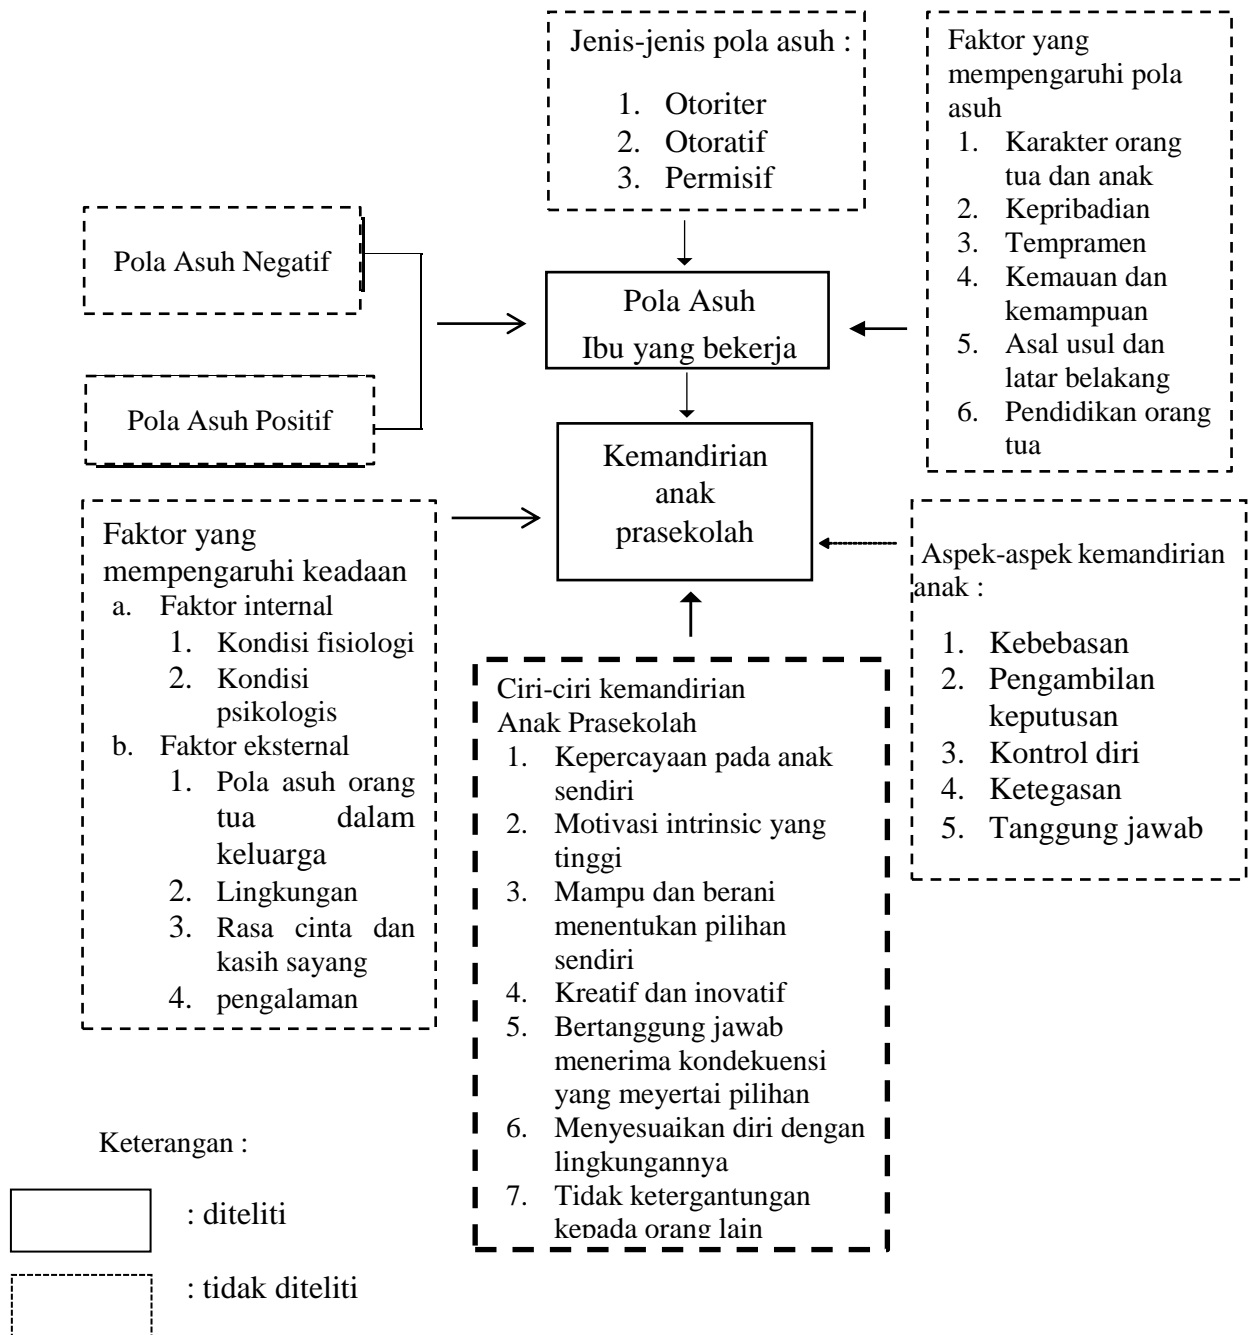 Jenis-jenis pola asuh :
1. Otoriter
2. Otoratif
3. Permisif
Faktor yang
mempengaruhi pola
asuh
1. Karakter orang
tua dan anak
2. Kepribadian
3. Tempramen
4. Kemauan dan
kemampuan
5. Asal usul dan
latar belakang
6. Pendidikan orang
tua
Pola Asuh Negatif
Pola Asuh
Ibu yang bekerja
Pola Asuh Positif
Kemandirian
anak
prasekolah
Faktor yang
mempengaruhi keadaan
a. Faktor internal
1. Kondisi fisiologi
2. Kondisi
psikologis
b. Faktor eksternal
1. Pola asuh orang
tua dalam
keluarga
2. Lingkungan
3. Rasa cinta dan
kasih sayang
4. pengalaman
Aspek-aspek kemandirian
anak :
1. Kebebasan
2. Pengambilan
keputusan
3. Kontrol diri
4. Ketegasan
5. Tanggung jawab
Ciri-ciri kemandirian
Anak Prasekolah
1. Kepercayaan pada anak
sendiri
2. Motivasi intrinsic yang
tinggi
3. Mampu dan berani
menentukan pilihan
sendiri
4. Kreatif dan inovatif
5. Bertanggung jawab
menerima kondekuensi
yang meyertai pilihan
6. Menyesuaikan diri dengan
lingkungannya
7. Tidak ketergantungan
kepada orang lain
Keterangan :
: diteliti
: tidak diteliti